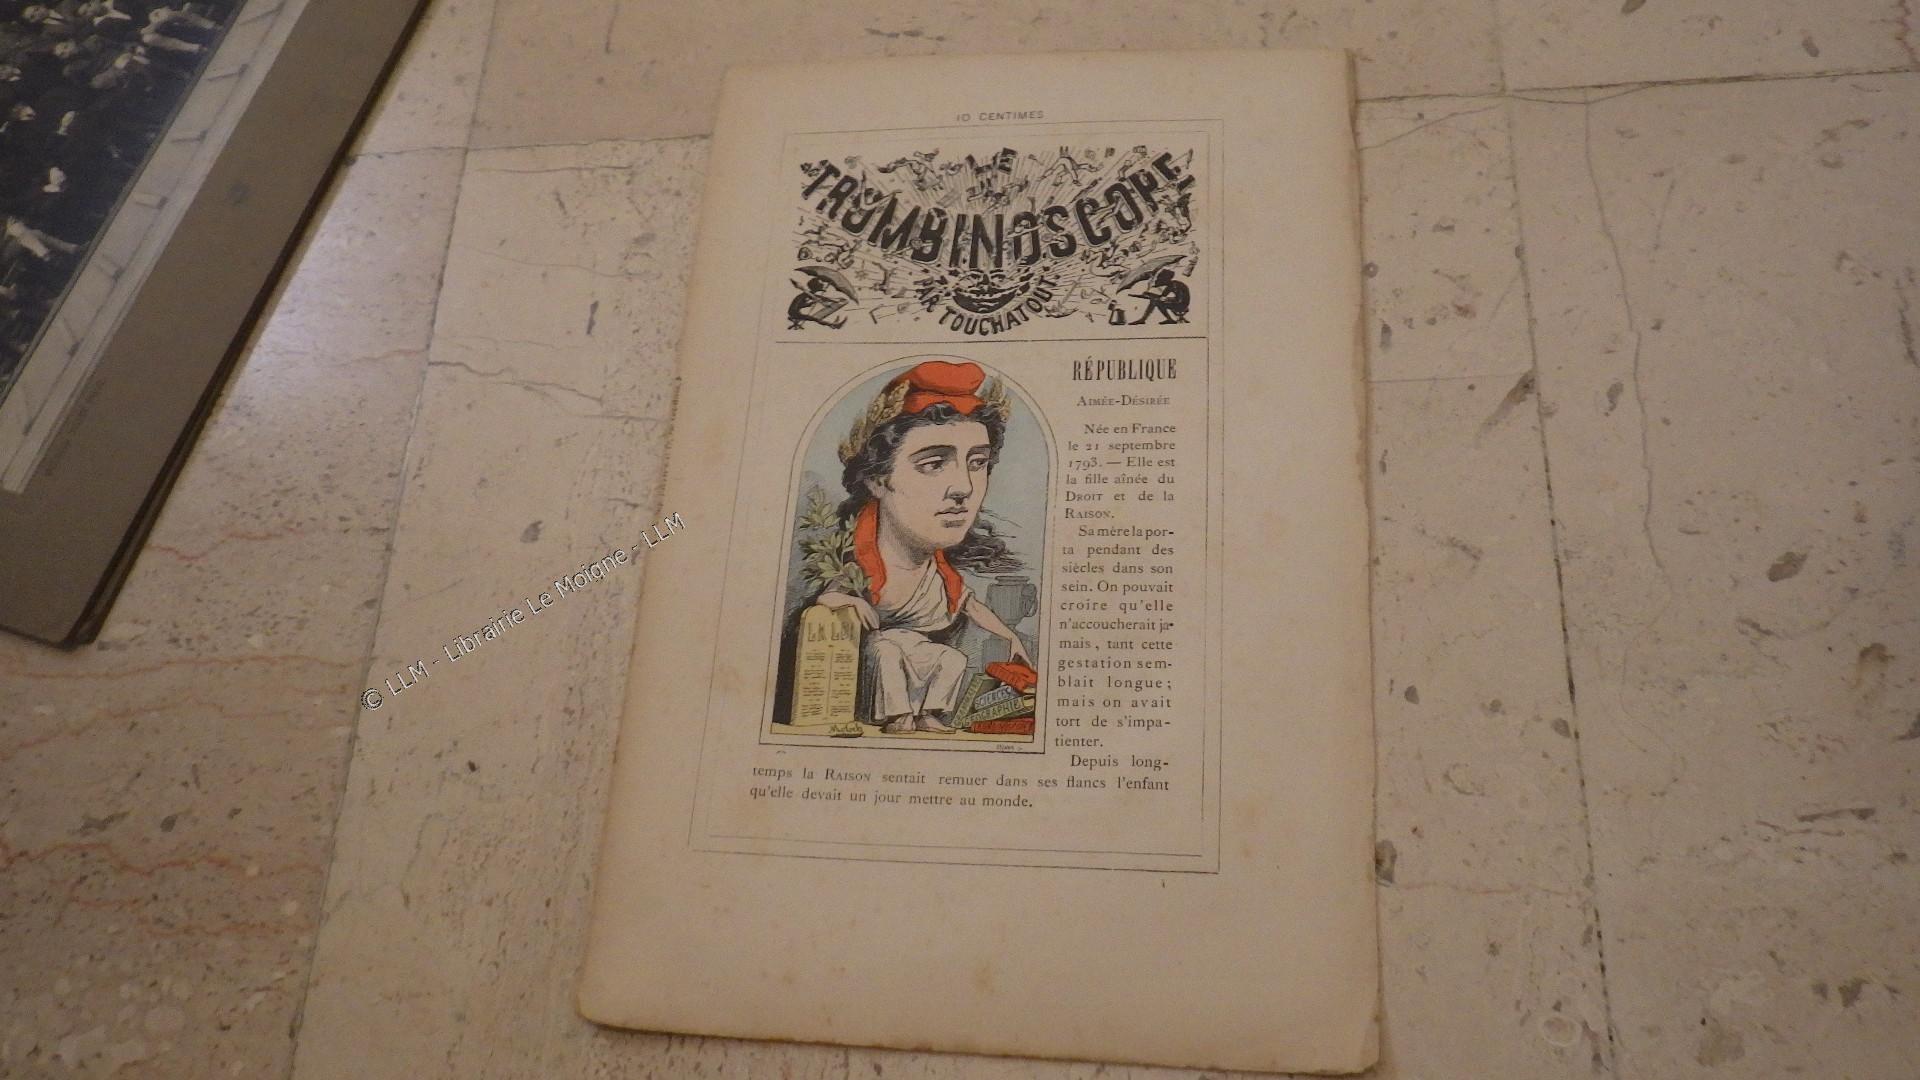 10 CENTIMES
LE
TROMBINOSCOPE
PAR TOUCHATOUT
RÉPUBLIQUE
AIMÉE-DÉSIRÉE
Née en France
le 21 septembre
1793. — Elle est
la fille aînée du
DROIT et de la
RAISON.
Sa mère la por-
ta pendant des
siècles dans son
sein. On pouvait
croire qu'elle
n'accoucherait ja-
mais, tant cette
gestation sem-
blait longue;
mais on avait
tort de s'impa-
tienter.
Depuis long-
temps la RAISON sentait remuer dans ses flancs l'enfant
qu'elle devait un jour mettre au monde.
LA LOI
SCIENCES
GÉOGRAPHIE
© LLM - Librairie Le Moigne - LLM